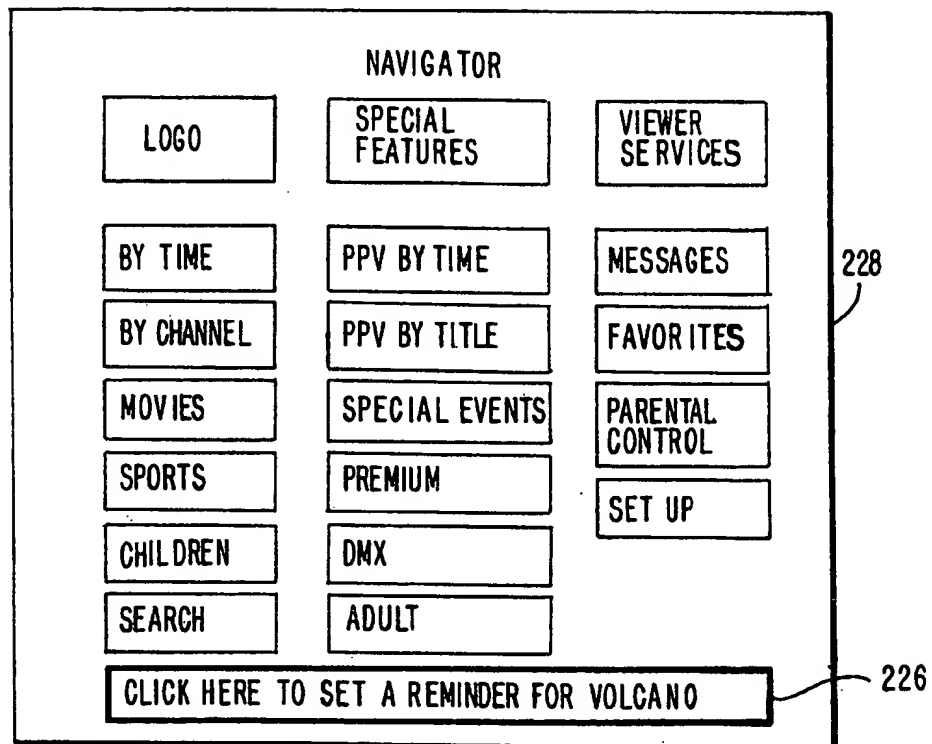 NAVIGATOR
LOGO
SPECIAL
FEATURES
VIEWER
SERVICES
BY TIME
PPV BY TIME
MESSAGES
228
BY CHANNEL
PPV BY TITLE
FAVORITES
MOVIES
SPECIAL EVENTS
PARENTAL
CONTROL
SPORTS
PREMIUM
SET UP
CHILDREN
DMX
SEARCH
ADULT
CLICK HERE TO SET A REMINDER FOR VOLCANO
226